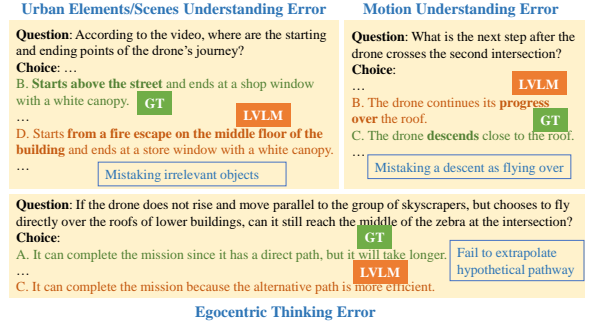 Urban Elements/Scenes Understanding Error
Question: According to the video, where are the starting
and ending points of the drone's journey?
Choice: …
B. Starts above the street and ends at a shop window
with a white canopy.
GT
…
LVLM
D. Starts from a fire escape on the middle floor of the
building and ends at a store window with a white canopy.
…
Mistaking irrelevant objects
Motion Understanding Error
Question: What is the next step after the
drone crosses the second intersection?
Choice:
…
LVLM
B. The drone continues its progress
over the roof.
GT
C. The drone descends close to the roof.
…
Mistaking a descent as flying over
Question: If the drone does not rise and move parallel to the group of skyscrapers, but chooses to fly
directly over the roofs of lower buildings, can it still reach the middle of the zebra at the intersection?
Choice:
GT
A. It can complete the mission since it has a direct path, but it will take longer.
…
LVLM
C. It can complete the mission because the alternative path is more efficient.
Fail to extrapolate
hypothetical pathway
Egocentric Thinking Error